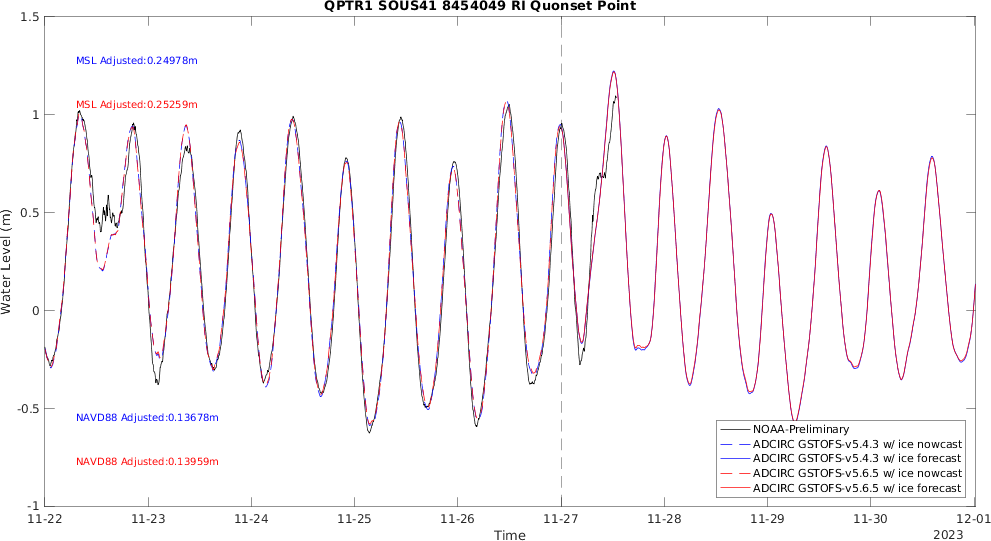 QPTR1 SOUS41 8454049 RI Quonset Point
1.5
MSL Adjusted:0.24978m
MSL Adjusted:0.25259m
1
0.5
Water Level (m)
0
-0.5
NAVD88 Adjusted:0.13678m
NAVD88 Adjusted:0.13959m
NOAA-Preliminary
ADCIRC GSTOFS-v5.4.3 w/ ice nowcast
ADCIRC GSTOFS-v5.4.3 w/ ice forecast
ADCIRC GSTOFS-v5.6.5 w/ ice nowcast
ADCIRC GSTOFS-v5.6.5 w/ ice forecast
-1
11-22 11-23 11-24 11-25 11-26 11-27 11-28 11-29 11-30 12-01
Time
2023